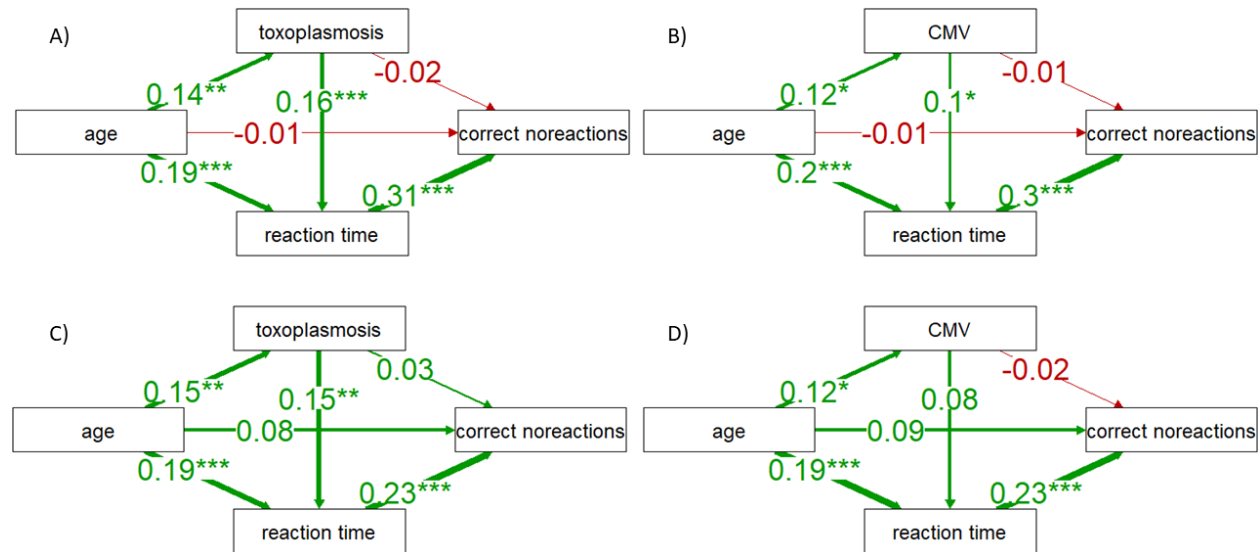 A)
toxoplasmosis
-0.02
0.14**
0.16***
age
-0.01
correct noreactions
0.19***
0.31***
reaction time
B)
CMV
-0.01
0.12*
0.1*
age
-0.01
correct noreactions
0.2***
0.3***
reaction time
C)
toxoplasmosis
0.03
0.15**
0.15**
age
0.08
correct noreactions
0.19***
0.23***
reaction time
D)
CMV
-0.02
0.12*
0.08
age
0.09
correct noreactions
0.19***
0.23***
reaction time